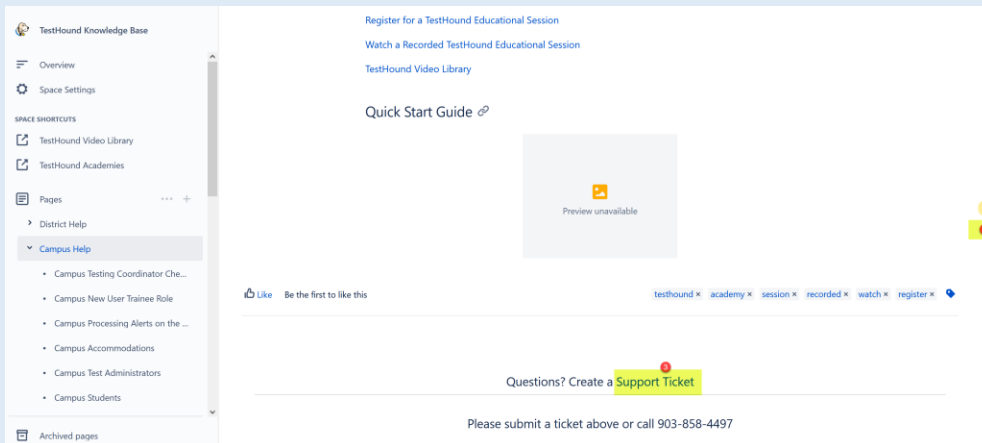 TestHound Knowledge Base
Overview
Space Settings
SPACE SHORTCUTS
TestHound Video Library
TestHound Academies
Pages
District Help
Campus Help
Campus Testing Coordinator Che...
Campus New User Trainee Role
Campus Processing Alerts on the ...
Campus Accommodations
Campus Test Administrators
Campus Students
Archived pages
Register for a TestHound Educational Session
Watch a Recorded TestHound Educational Session
TestHound Video Library
Quick Start Guide
Preview unavailable
Like Be the first to like this
testhound × academy × session × recorded × watch × register ×
3
Questions? Create a Support Ticket
Please submit a ticket above or call 903-858-4497